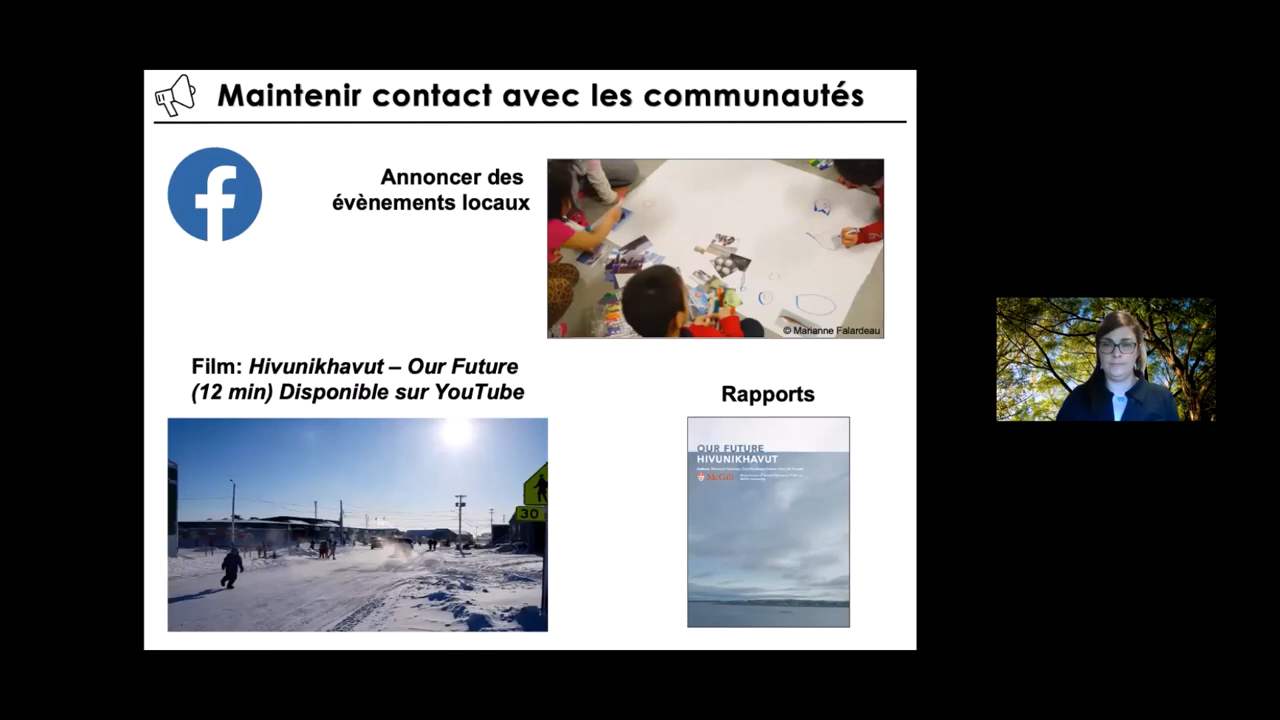 Maintenir contact avec les communautés
Annoncer des
évènements locaux
© Marianne Falardeau
Film: Hivunikhavut – Our Future
(12 min) Disponible sur YouTube
30
Rapports
OUR FUTURE
HIVUNIKHAVUT
McGill